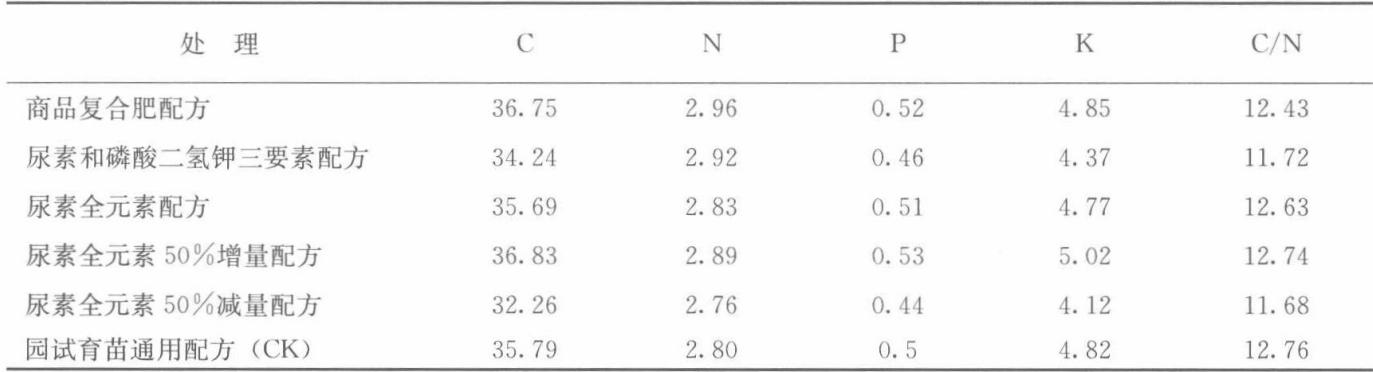 处 理 C N P K C/N
商品复合肥配方 36.75 2.96 0.52 4.85 12.43
尿素和磷酸二氢钾三要素配方 34.24 2.92 0.46 4.37 11.72
尿素全元素配方 35.69 2.83 0.51 4.77 12.63
尿素全元素 50%增量配方 36.83 2.89 0.53 5.02 12.74
尿素全元素 50%减量配方 32.26 2.76 0.44 4.12 11.68
园试育苗通用配方（CK） 35.79 2.80 0.5 4.82 12.76